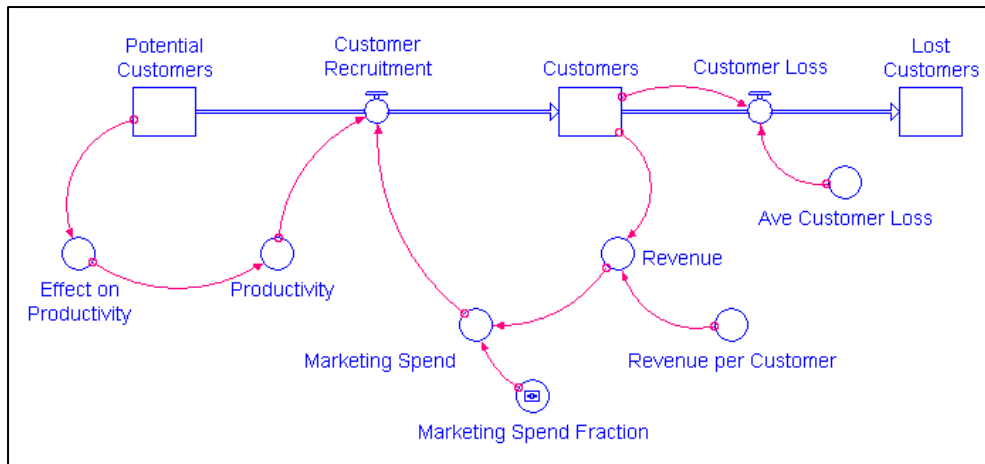 Potential
Customers
Customer
Recruitment
Customers
Customer Loss
Lost
Customers
Ave Customer Loss
Effect on
Productivity
Productivity
Revenue
Marketing Spend
Revenue per Customer
Marketing Spend Fraction